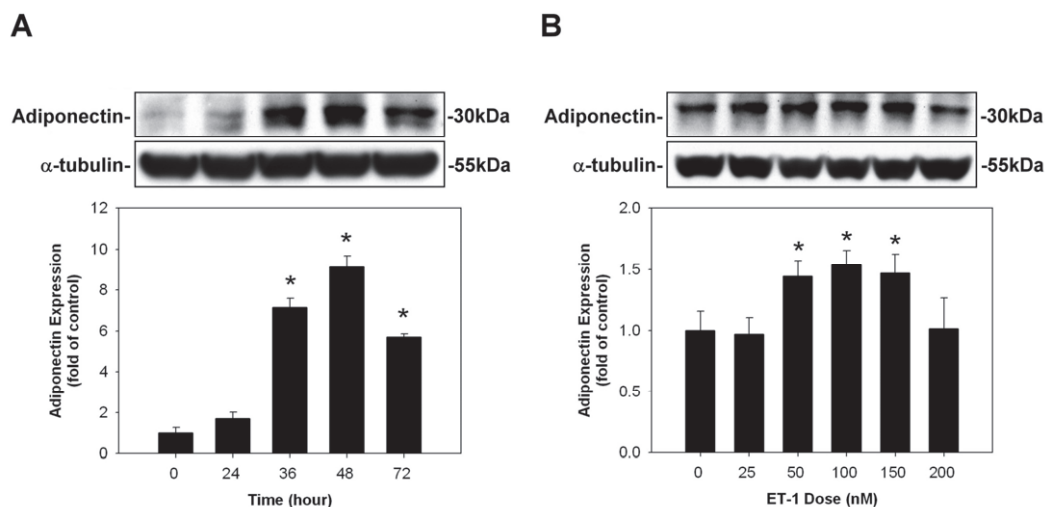 A
Adiponectin-
-30kDa
α-tubulin-
-55kDa
12
10
8
6
4
2
0
Adiponectin Expression
(fold of control)
*
*
*
0 24 36 48 72
Time (hour)
B
Adiponectin-
-30kDa
α-tubulin-
-55kDa
2.0
1.5
1.0
0.5
0.0
Adiponectin Expression
(fold of control)
* * *
0 25 50 100 150 200
ET-1 Dose (nM)